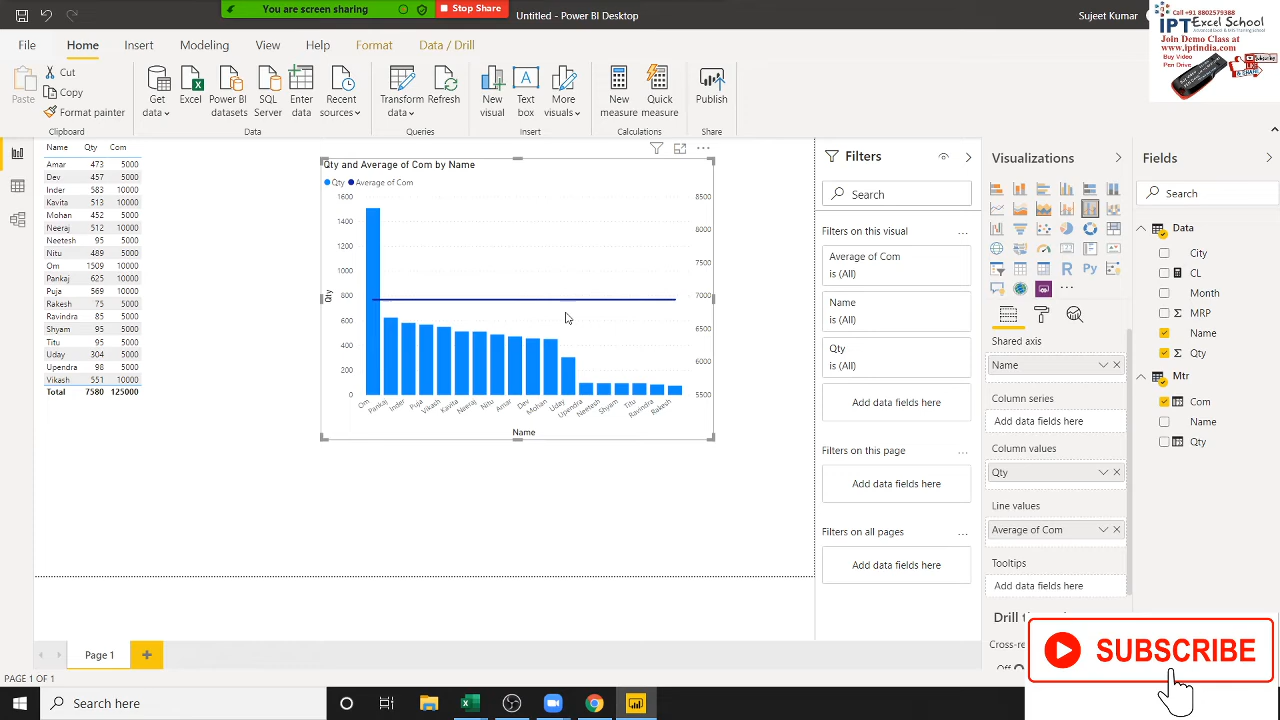 You are screen sharing
Stop Share
Untitled - Power BI Desktop
Sujeet Kumar
Call +91 8802579388
IPT Excel School
Join Demo Class at
www.iptindia.com
Buy Video
Pen Drive
File Home Insert Modeling View Help Format Data / Drill
Paste
Cut
Copy
Format painter
Get data
Excel
Power BI datasets
SQL Server
Enter data
Recent sources
Transform data
Refresh
New visual
Text box
More visuals
New measure
Quick measure
Publish
Clipboard Data Queries Insert Calculations Share
Name Qty Com
Amar 473 5000
Dev 457 5000
Inder 583 10000
Kavita 513 10000
Mohan 452 5000
Neeraj 512 10000
Neetesh 95 5000
Nitu 489 5000
Om 1509 10000
Pankaj 625 10000
Puja 569 10000
Rakesh 75 5000
Ravindra 85 5000
Shyam 95 5000
Titu 95 5000
Uday 304 5000
Upendra 98 5000
Vikash 551 10000
Total 7580 125000
Qty and Average of Com by Name
Qty Average of Com
1600
1400
1200
1000
800
600
400
200
0
Qty
8500
8000
7500
7000
6500
6000
5500
Om Pankaj Inder Puja Vikash Kavita Neeraj Nitu Amar Dev Mohan Uday Upendra Neetesh Shyam Titu Ravindra Rakesh
Name
Filters
Search
Filters on this visual
Average of Com
is (All)
Name
is (All)
Qty
is (All)
Add data fields here
Filters on this page
Add data fields here
Filters on all pages
Add data fields here
Visualizations
R Py
Shared axis
Name
Column series
Add data fields here
Column values
Qty
Line values
Average of Com
Tooltips
Add data fields here
Drill t
Cross-re
Off
Fields
Search
Data
City
CL
Month
MRP
Name
Qty
Mtr
Com
Name
Qty
SUBSCRIBE
Page 1
PAGE 1 OF 1
Search here